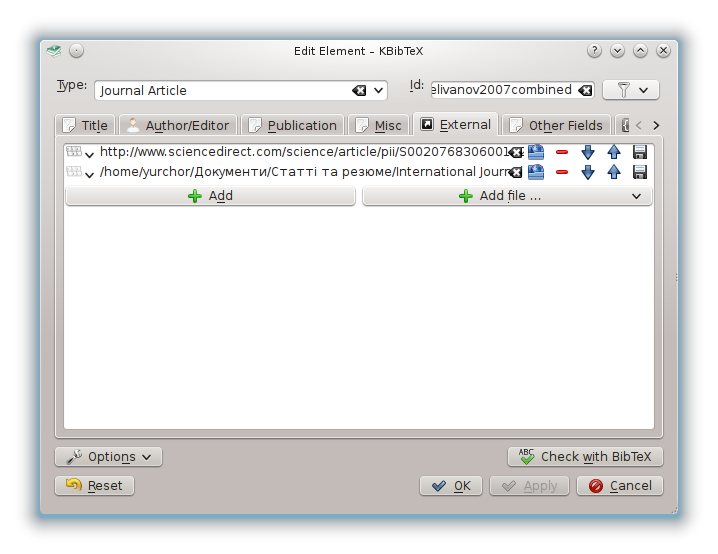 Edit Element – KBibTeX
Type: Journal Article Id: elivanov2007combined
Title Author/Editor Publication Misc External Other Fields
http://www.sciencedirect.com/science/article/pii/S0020768306001
/home/yurchor/Документи/Статті та резюме/International Journ
Add Add file ...
Options Check with BibTeX
ABC
Reset OK Apply Cancel